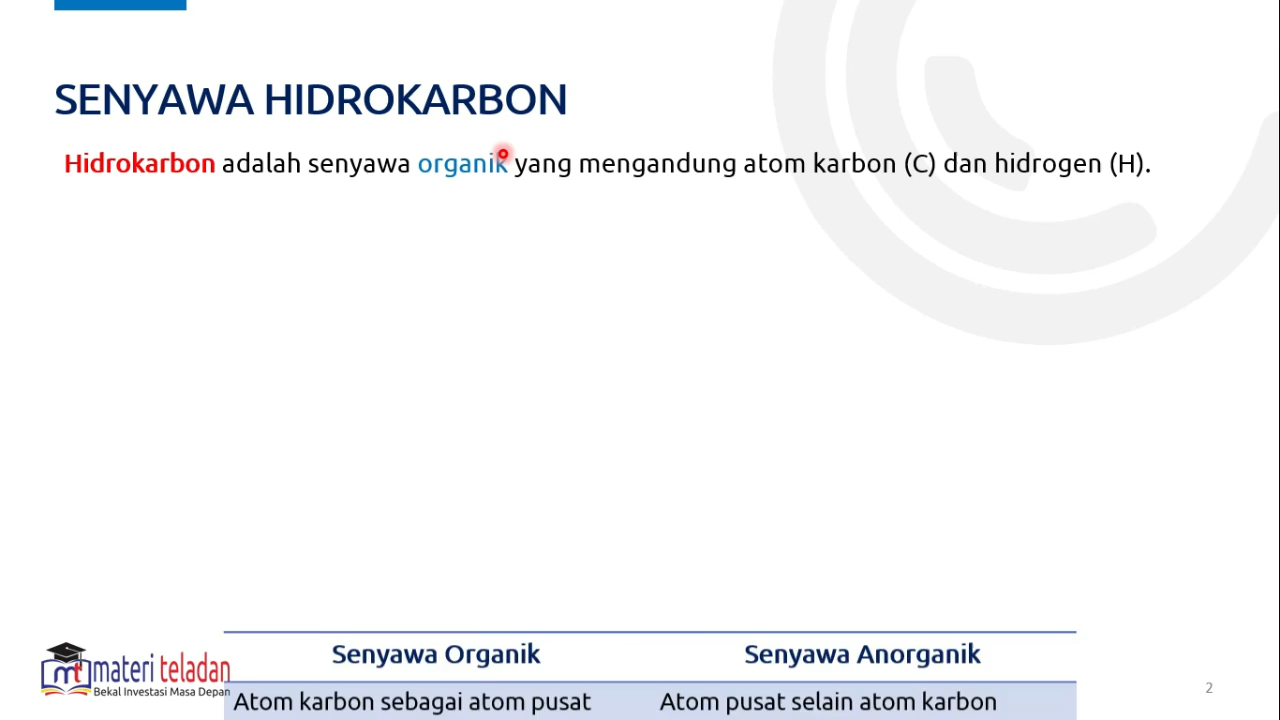 SENYAWA HIDROKARBON
Hidrokarbon adalah senyawa organik yang mengandung atom karbon (C) dan hidrogen (H).
Senyawa Organik Senyawa Anorganik
Atom karbon sebagai atom pusat Atom pusat selain atom karbon
mt materi teladan
Bekal Investasi Masa Depan
2